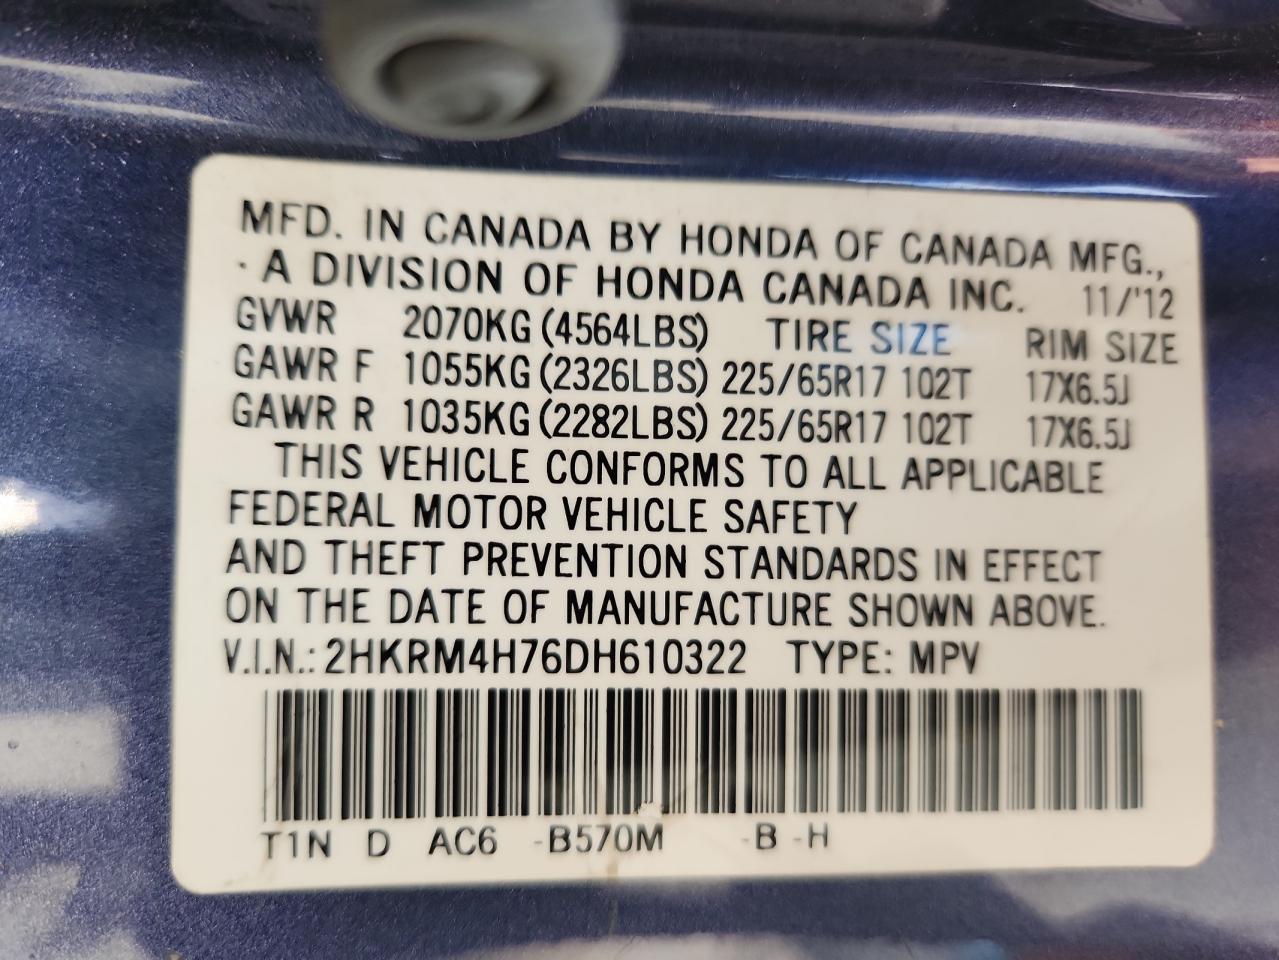 MFD. IN CANADA BY HONDA OF CANADA MFG.,
· A DIVISION OF HONDA CANADA INC. 11/'12
GVWR 2070KG (4564LBS) TIRE SIZE RIM SIZE
GAWR F 1055KG (2326LBS) 225/65R17 102T 17X6.5J
GAWR R 1035KG (2282LBS) 225/65R17 102T 17X6.5J
THIS VEHICLE CONFORMS TO ALL APPLICABLE
FEDERAL MOTOR VEHICLE SAFETY
AND THEFT PREVENTION STANDARDS IN EFFECT
ON THE DATE OF MANUFACTURE SHOWN ABOVE.
V.I.N.: 2HKRM4H76DH610322 TYPE: MPV
T1N D AC6 -B570M -B -H